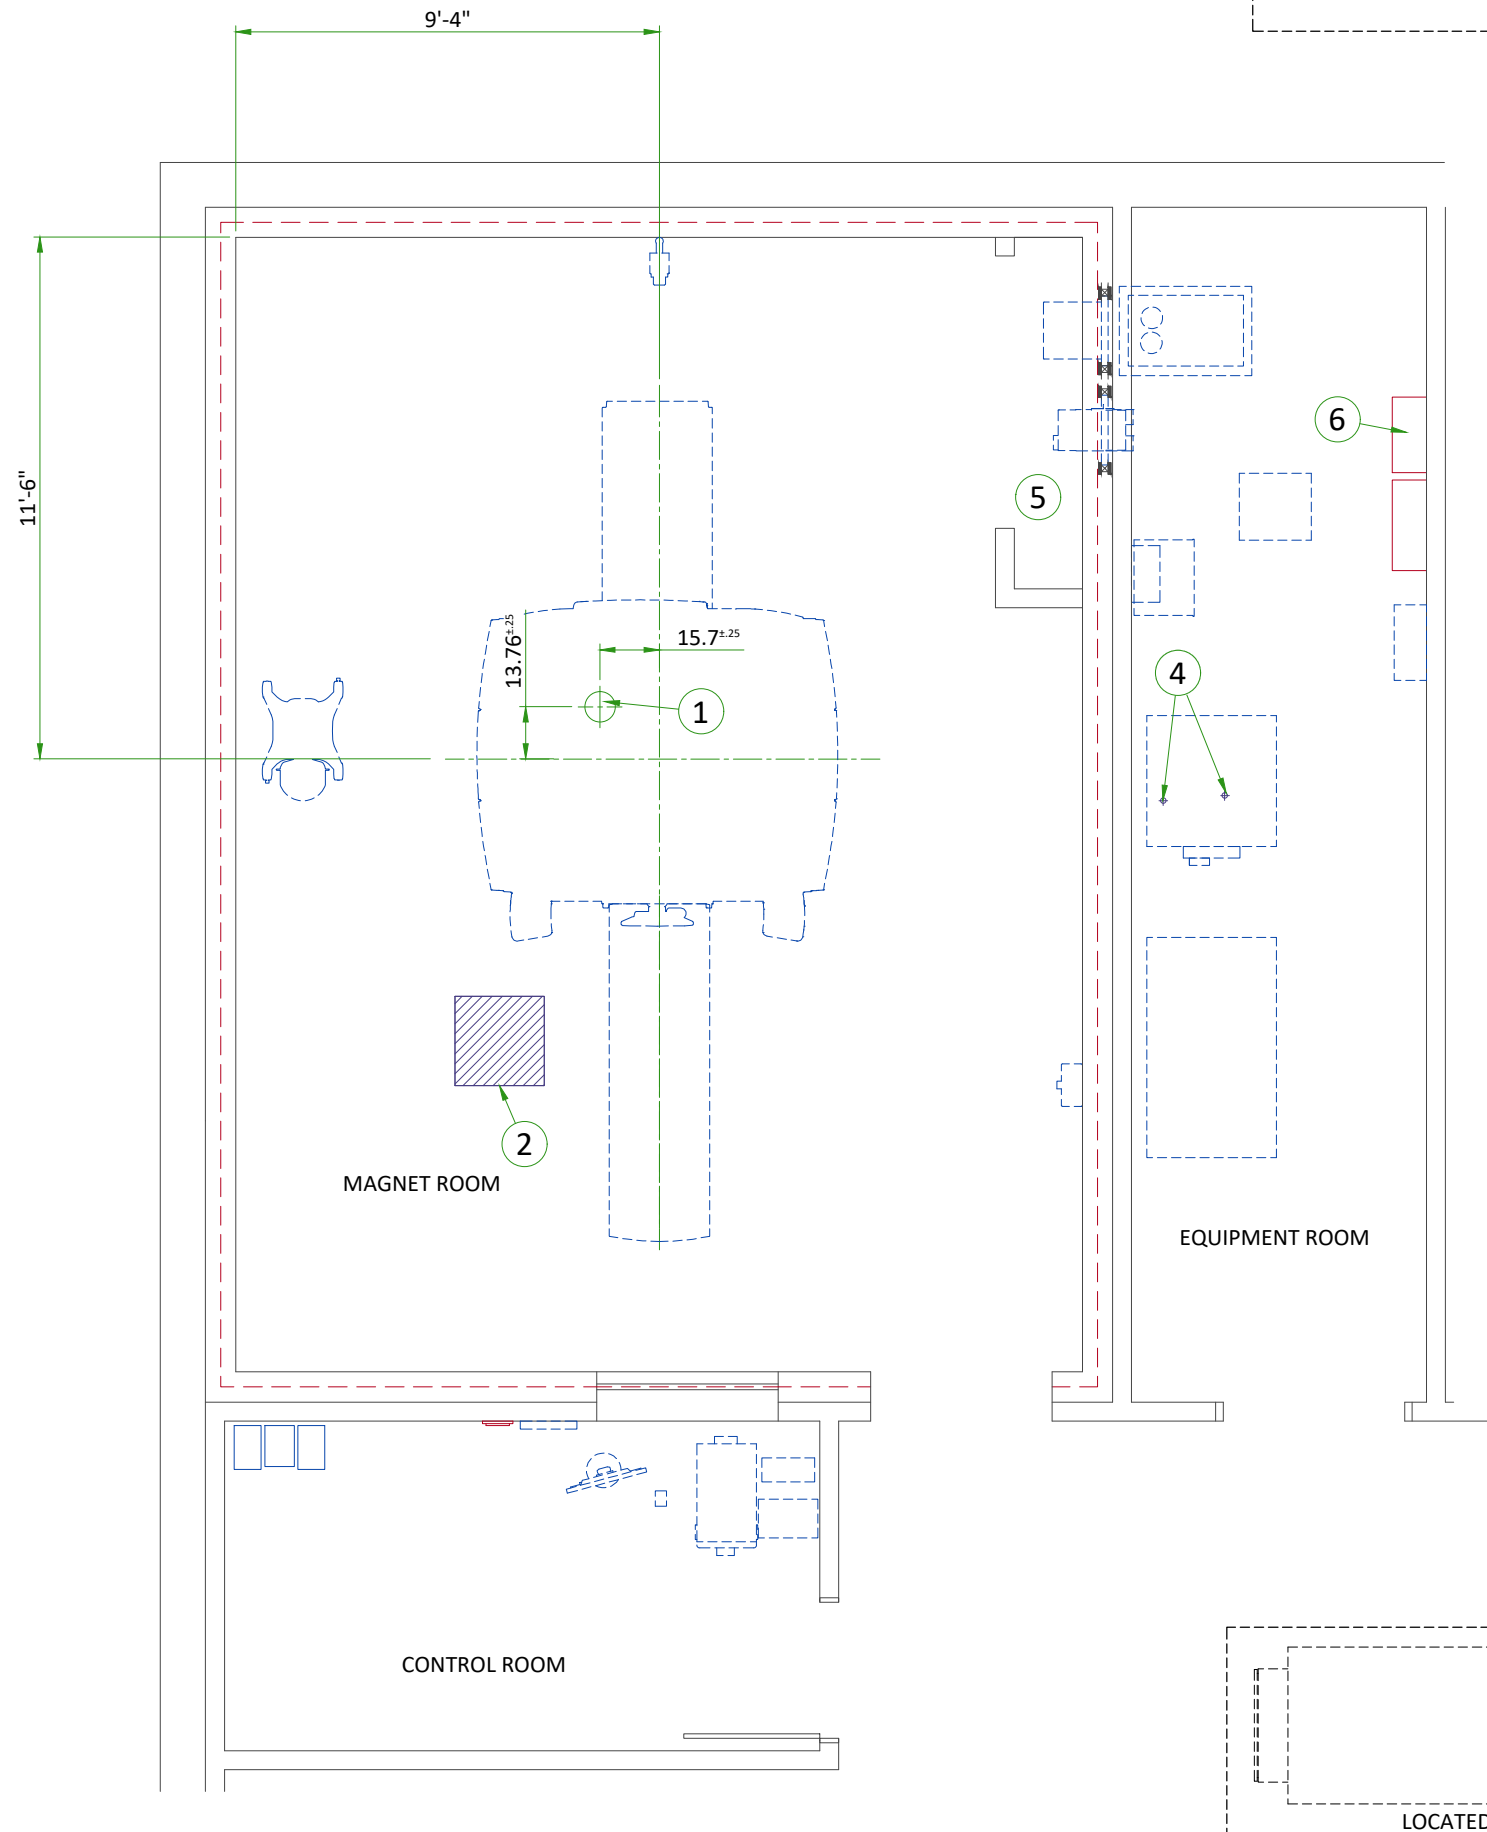 9'-4"
11'-6"
6
5
13.76±.25
15.7±.25
4
1
2
MAGNET ROOM
EQUIPMENT ROOM
CONTROL ROOM
LOCATED